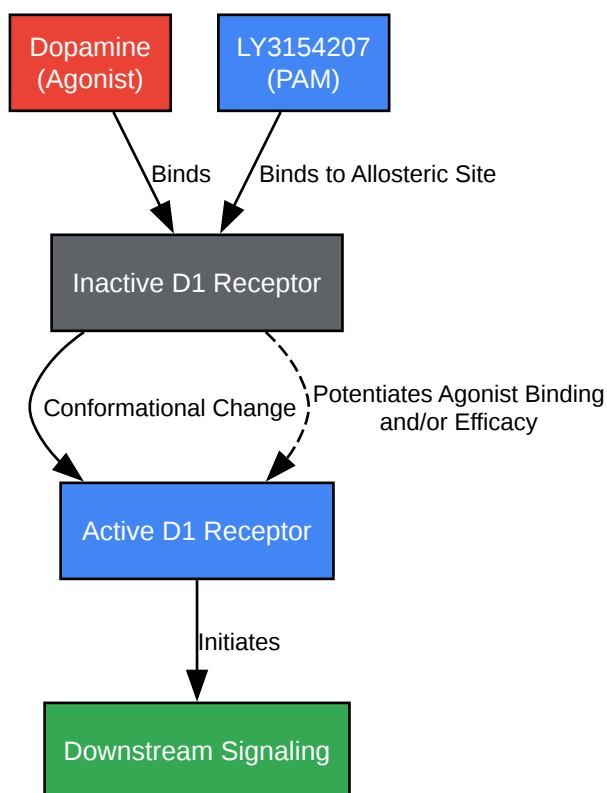 Dopamine
(Agonist)
LY3154207
(PAM)
Binds
Binds to Allosteric Site
Inactive D1 Receptor
Conformational Change
Potentiates Agonist Binding
and/or Efficacy
Active D1 Receptor
Initiates
Downstream Signaling